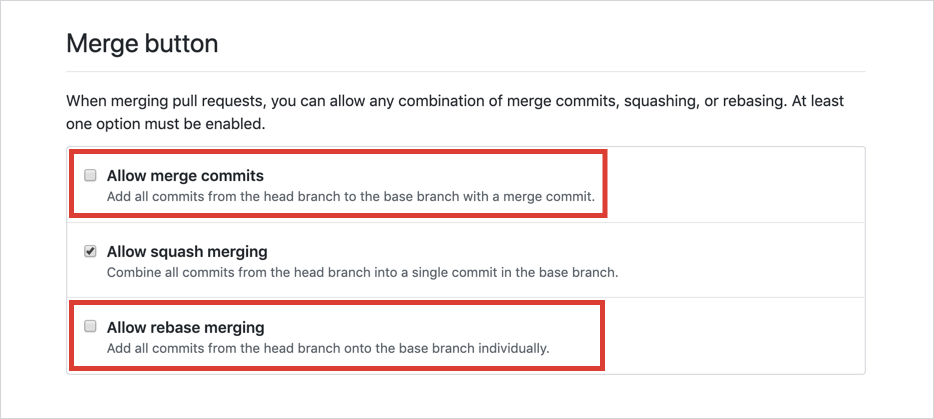 Merge button
When merging pull requests, you can allow any combination of merge commits, squashing, or rebasing. At least
one option must be enabled.
Allow merge commits
Add all commits from the head branch to the base branch with a merge commit.
Allow squash merging
Combine all commits from the head branch into a single commit in the base branch.
Allow rebase merging
Add all commits from the head branch onto the base branch individually.